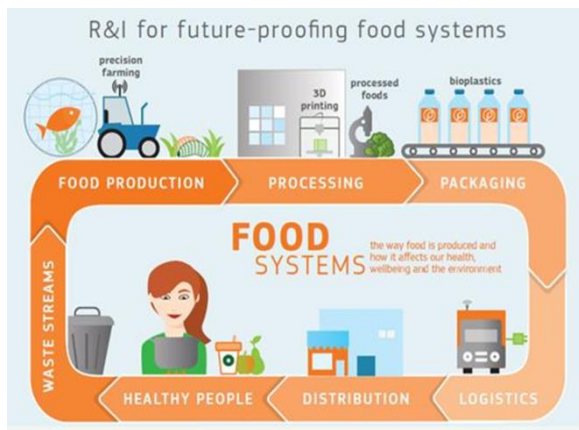 R&I for future-proofing food systems
precision
farming
3D
printing
processed
foods
bioplastics
FOOD PRODUCTION
PROCESSING
PACKAGING
FOOD
SYSTEMS
the way food is produced and
how it affects our health,
wellbeing and the environment
WASTE STREAMS
HEALTHY PEOPLE
DISTRIBUTION
LOGISTICS